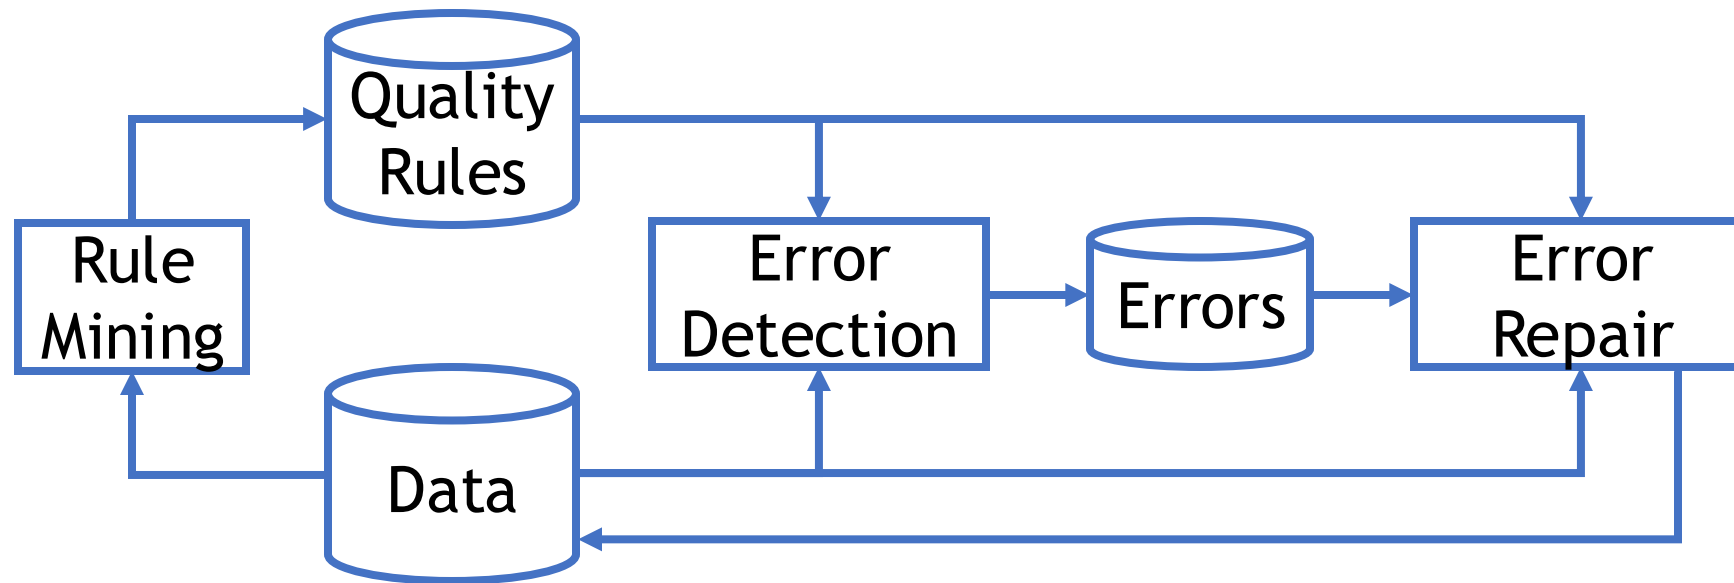 Quality
Rules
Rule
Mining
Error
Detection
Errors
Error
Repair
Data